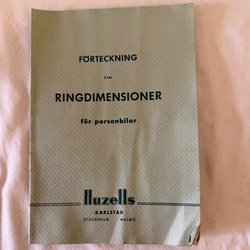 FÖRTECKNING
över
RINGDIMENSIONER
för personbilar
Huzells
KARLSTAD
STOCKHOLM MALMÖ